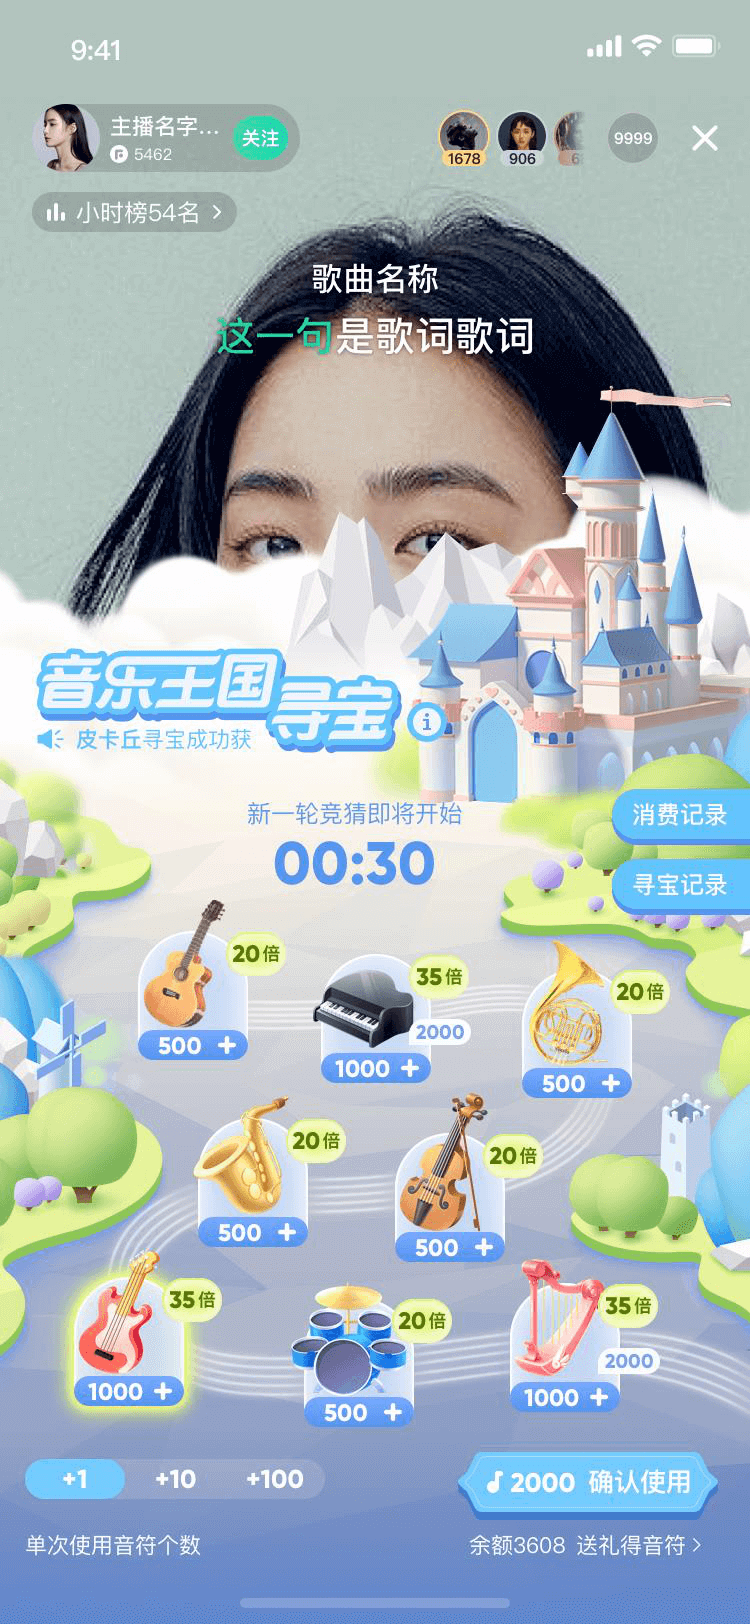 9:41
主播名字...
5462
关注
1678
906
6
9999
小时榜54名
歌曲名称
这一句是歌词歌词
音乐王国寻宝
皮卡丘寻宝成功获
新一轮竞猜即将开始
00:30
消费记录
寻宝记录
20倍
500 +
35倍
2000
1000 +
20倍
500 +
20倍
500 +
20倍
500 +
35倍
1000 +
20倍
500 +
35倍
2000
1000 +
+1 +10 +100
2000 确认使用
单次使用音符个数
余额3608 送礼得音符